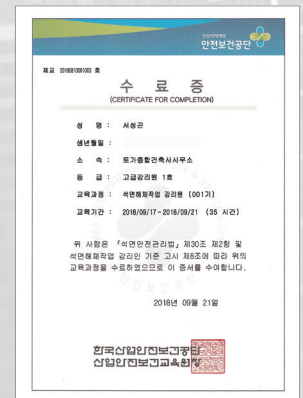 산업재해예방
안전보건공단
제교 20180810001003 호
수 료 증
(CERTIFICATE FOR COMPLETION)
성 명 : 서성곤
생년월일 :
소 속 : 토가종합건축사사무소
등 급 : 고급감리원 1호
교육과정 : 석면해체작업 감리원 (001기)
교육기간 : 2018/09/17 - 2018/09/21 (35 시간)
위 사람은 『석면안전관리법』 제30조 제2항 및
석면해체작업 감리인 기준 고시 제8조에 따라 위의
교육과정을 수료하였으므로 이 증서를 수여합니다.
2018년 09월 21일
한국산업안전보건공단
산업안전보건교육원장